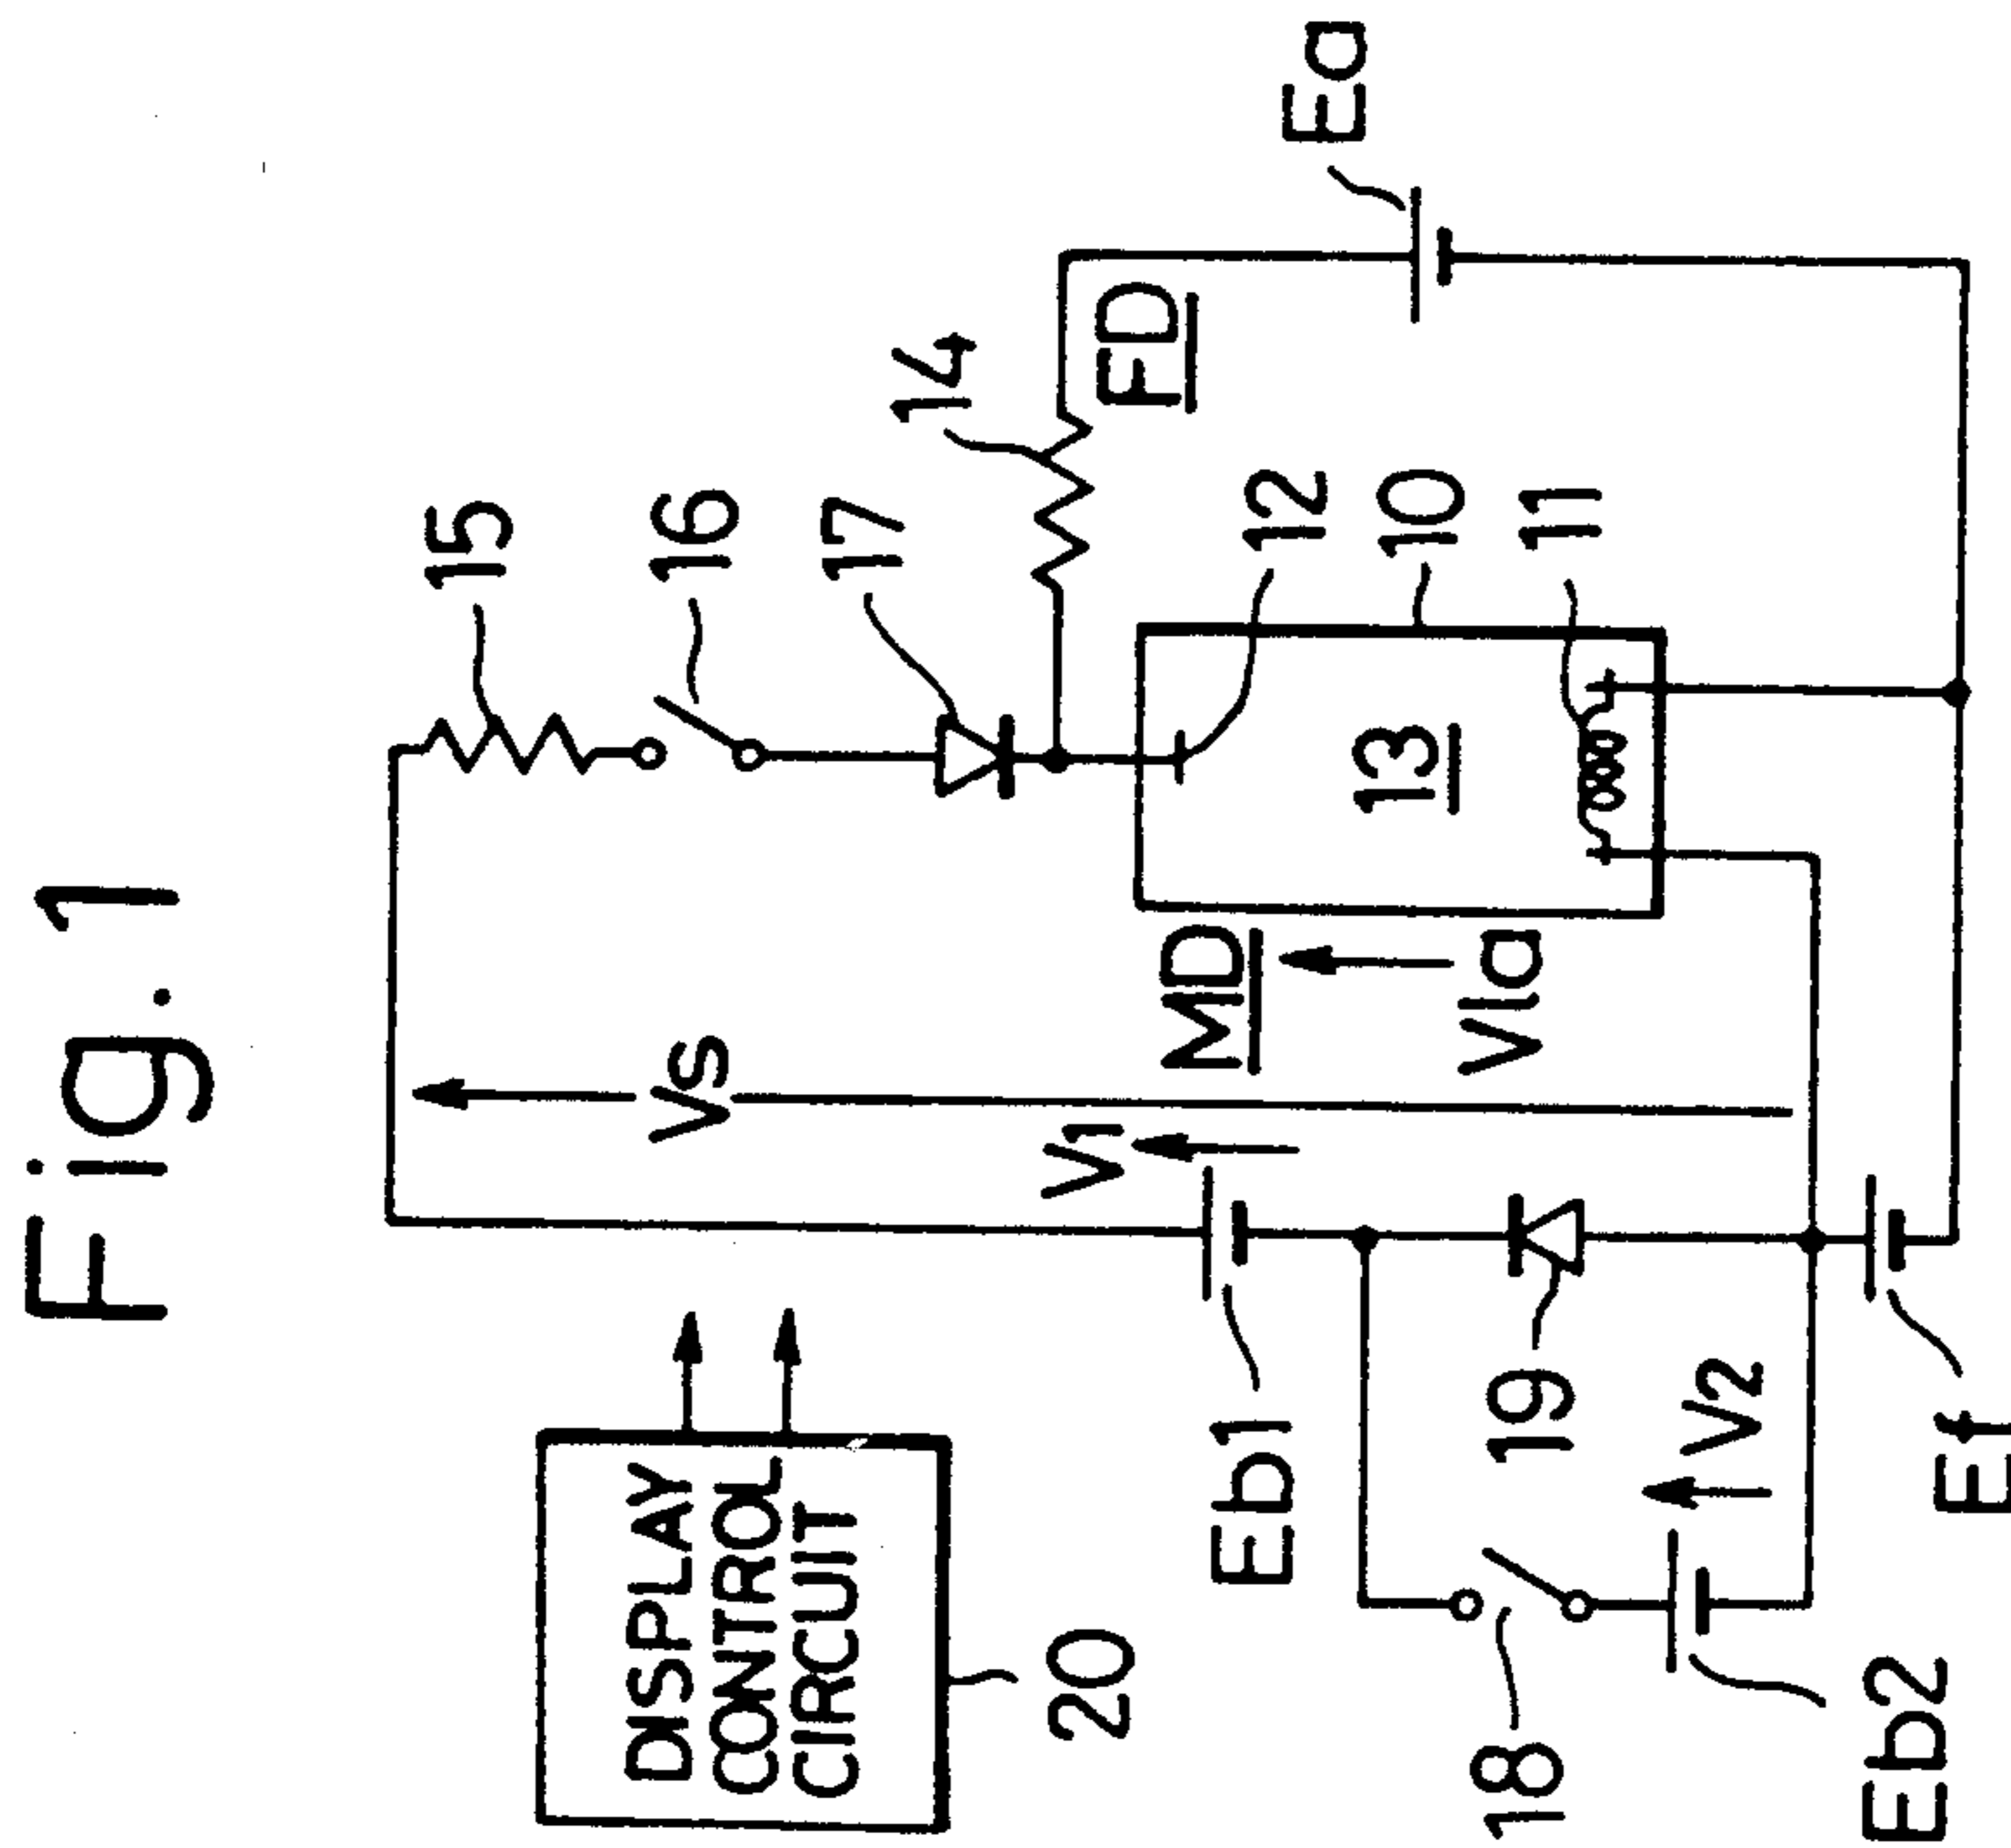 Fig.1
DISPLAY
CONTROL
CIRCUIT
20
Vs
15
16
17
14
V1
FD
MD
Ea
Eb1
12
13
10
Vla
11
19
18
V2
Eb2
Ef